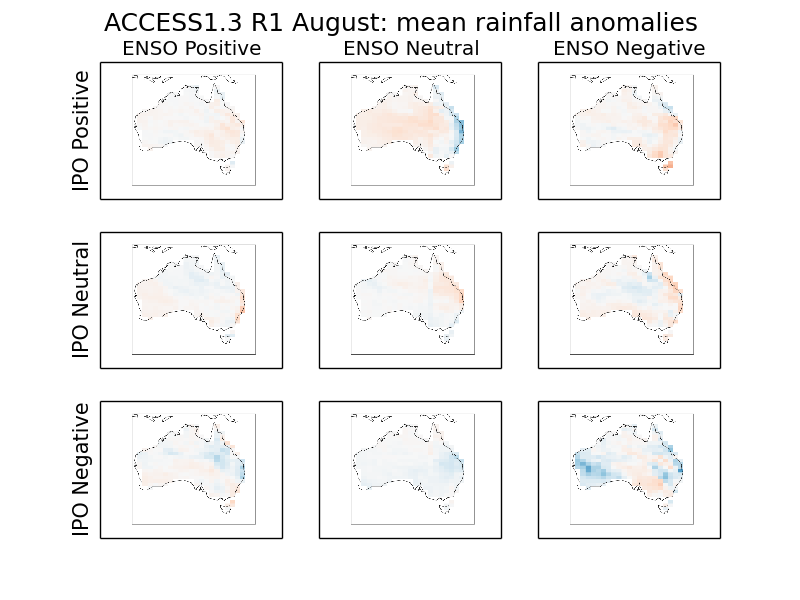 ACCESS1.3 R1 August: mean rainfall anomalies
ENSO Positive ENSO Neutral ENSO Negative
IPO Positive
IPO Neutral
IPO Negative